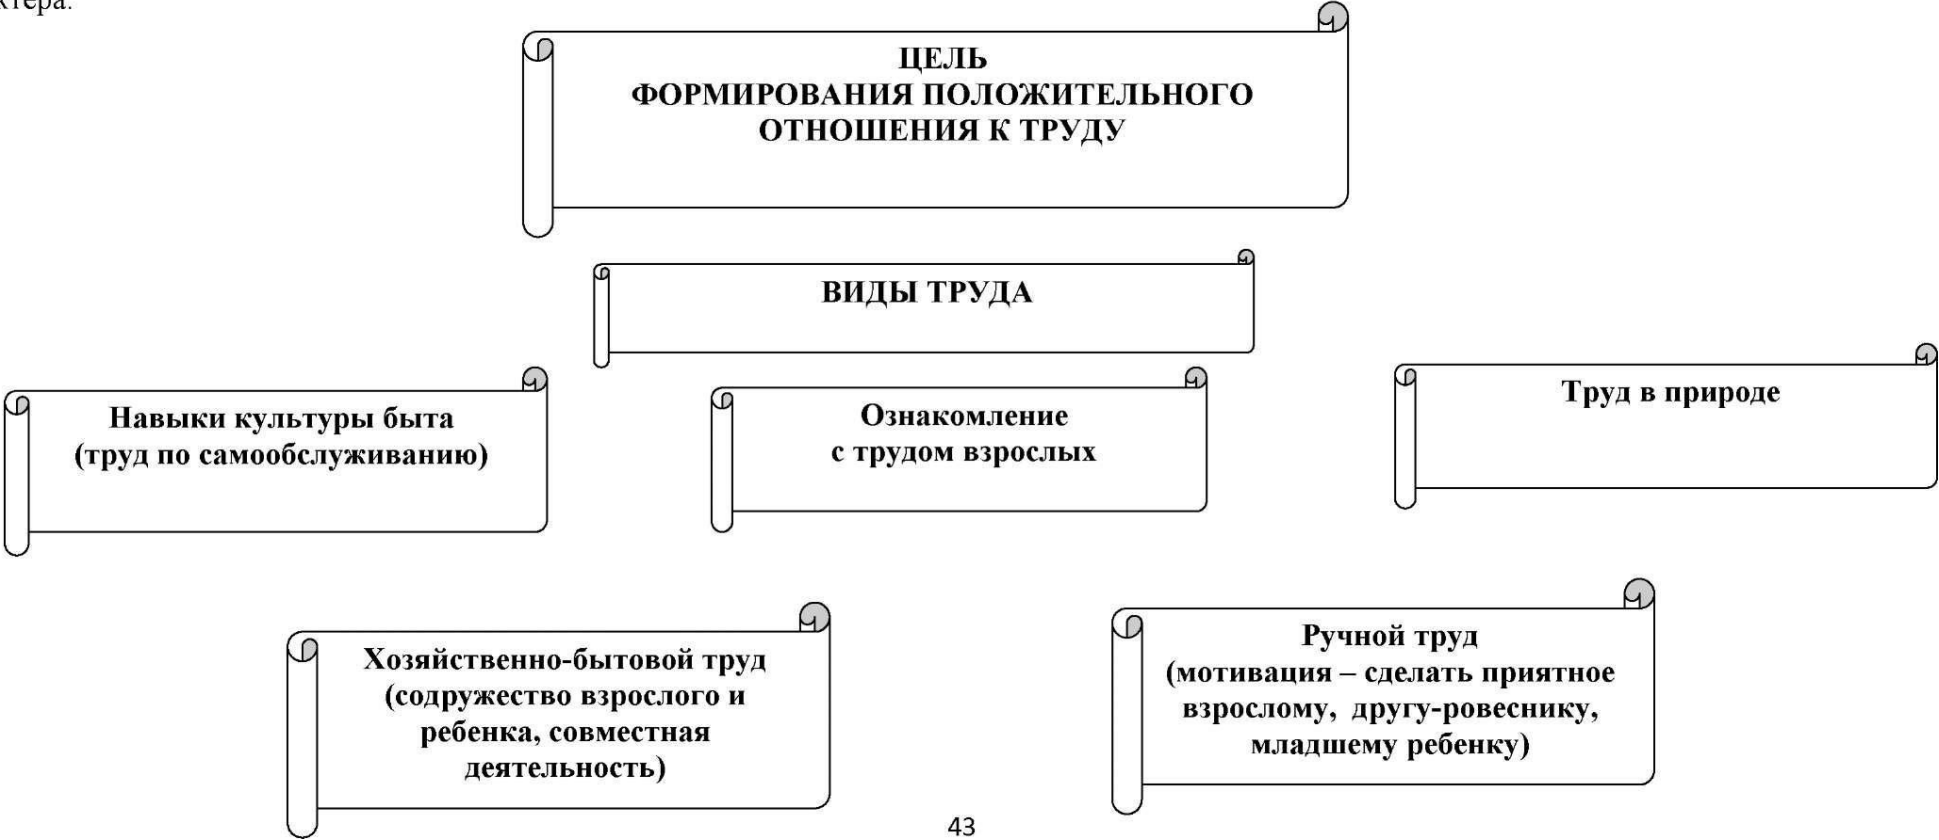 ЦЕЛЬ
ФОРМИРОВАНИЯ ПОЛОЖИТЕЛЬНОГО
ОТНОШЕНИЯ К ТРУДУ
ВИДЫ ТРУДА
Навыки культуры быта
(труд по самообслуживанию)
Ознакомление
с трудом взрослых
Труд в природе
Хозяйственно-бытовой труд
(содружество взрослого и
ребенка, совместная
деятельность)
Ручной труд
(мотивация – сделать приятное
взрослому,  другу-ровеснику,
младшему ребенку)
43